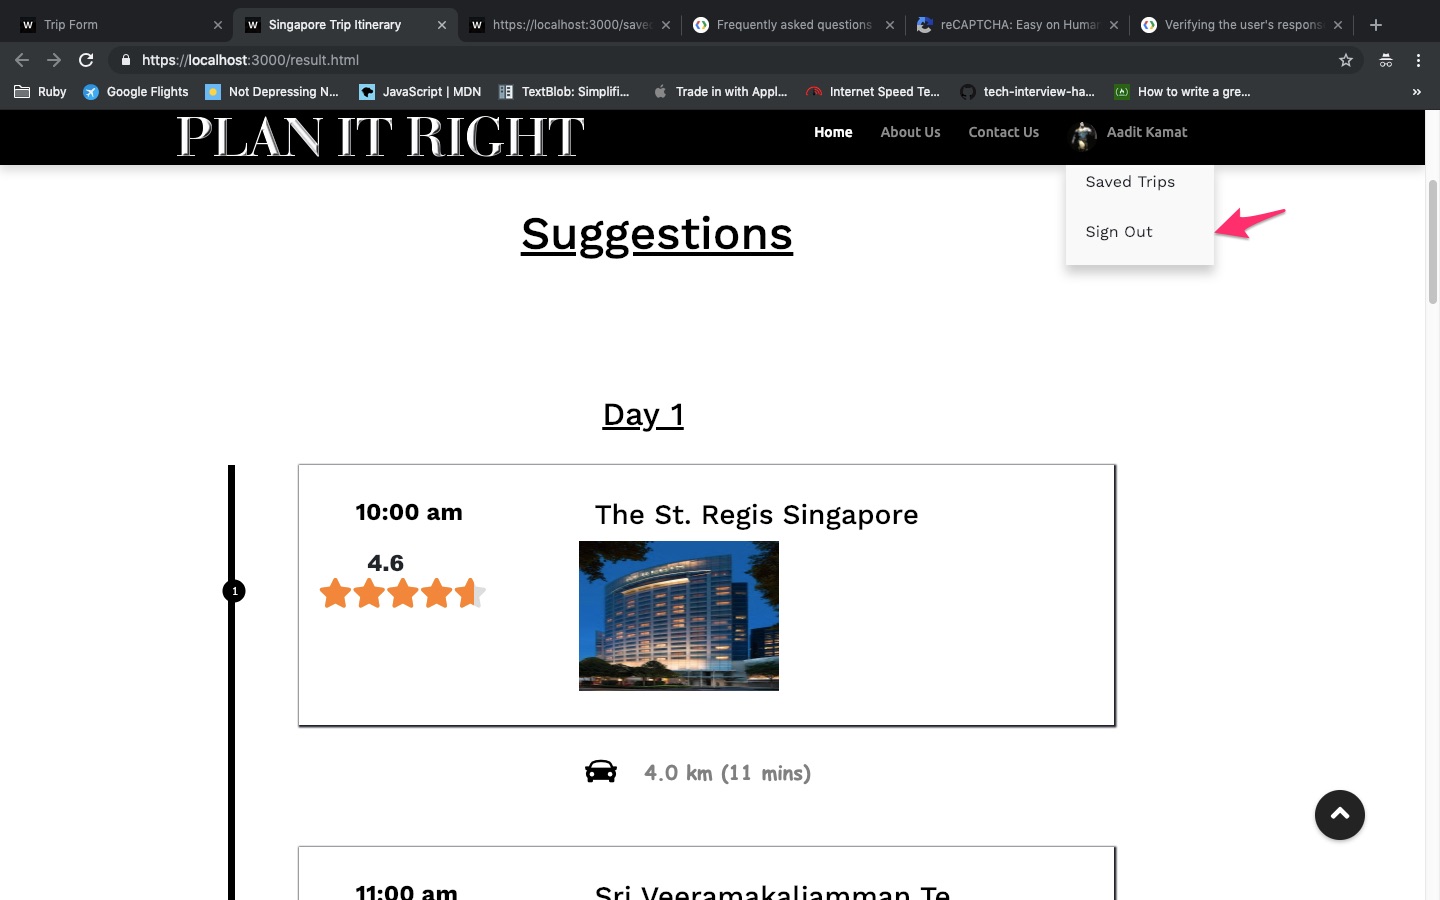 Trip Form
Singapore Trip Itinerary
https://localhost:3000/saved
Frequently asked questions
reCAPTCHA: Easy on Human
Verifying the user's response
https://localhost:3000/result.html
Ruby
Google Flights
Not Depressing N...
JavaScript | MDN
TextBlob: Simplifi...
Trade in with Appl...
Internet Speed Te...
tech-interview-ha...
How to write a gre...
»
PLAN IT RIGHT
Home
About Us
Contact Us
Aadit Kamat
Saved Trips
Sign Out
Suggestions
Day 1
10:00 am
The St. Regis Singapore
4.6
1
4.0 km (11 mins)
11:00 am
Sri Veeramakaliamman Te